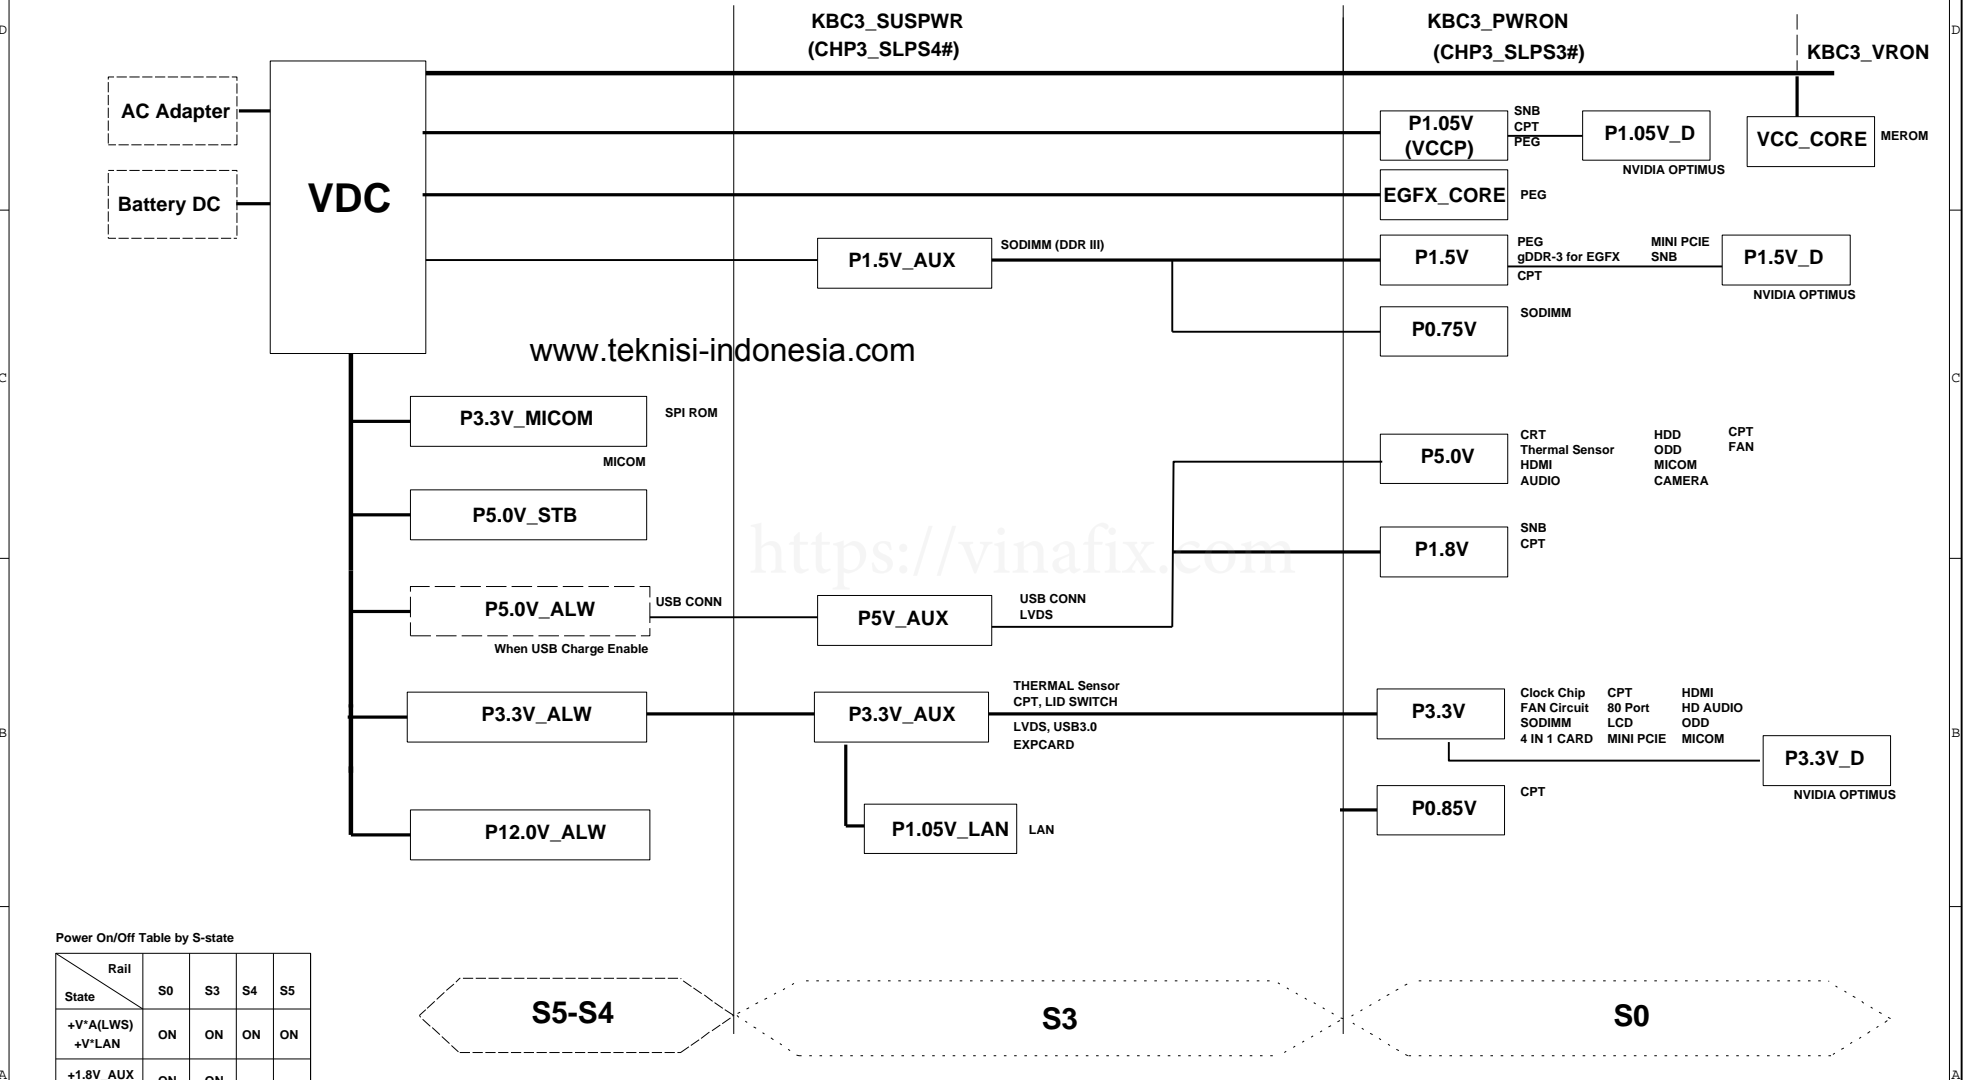 KBC3_SUSPWR
(CHP3_SLPS4#)
KBC3_PWRON
(CHP3_SLPS3#)
KBC3_VRON
D
D
AC Adapter
Battery DC
VDC
P1.05V
(VCCP)
SNB
CPT
PEG
P1.05V_D
NVIDIA OPTIMUS
VCC_CORE
MEROM
EGFX_CORE
PEG
P1.5V_AUX
SODIMM (DDR III)
P1.5V
PEG
gDDR-3 for EGFX
CPT
MINI PCIE
SNB
P1.5V_D
NVIDIA OPTIMUS
P0.75V
SODIMM
www.teknisi-indonesia.com
C
C
P3.3V_MICOM
SPI ROM
MICOM
P5.0V
CRT
Thermal Sensor
HDMI
AUDIO
HDD
ODD
MICOM
CAMERA
CPT
FAN
P5.0V_STB
https://vinafix.com
P1.8V
SNB
CPT
P5.0V_ALW
USB CONN
When USB Charge Enable
P5V_AUX
USB CONN
LVDS
P3.3V_ALW
P3.3V_AUX
THERMAL Sensor
CPT, LID SWITCH
LVDS, USB3.0
EXPCARD
P3.3V
Clock Chip
FAN Circuit
SODIMM
4 IN 1 CARD
CPT
80 Port
LCD
MINI PCIE
HDMI
HD AUDIO
ODD
MICOM
B
B
P3.3V_D
NVIDIA OPTIMUS
P12.0V_ALW
P1.05V_LAN
LAN
P0.85V
CPT
Power On/Off Table by S-state
Rail
State
S0 S3 S4 S5
+V*A(LWS)
+V*LAN
ON ON ON ON
+1.8V_AUX
ON ON
S5-S4
S3
S0
A
A